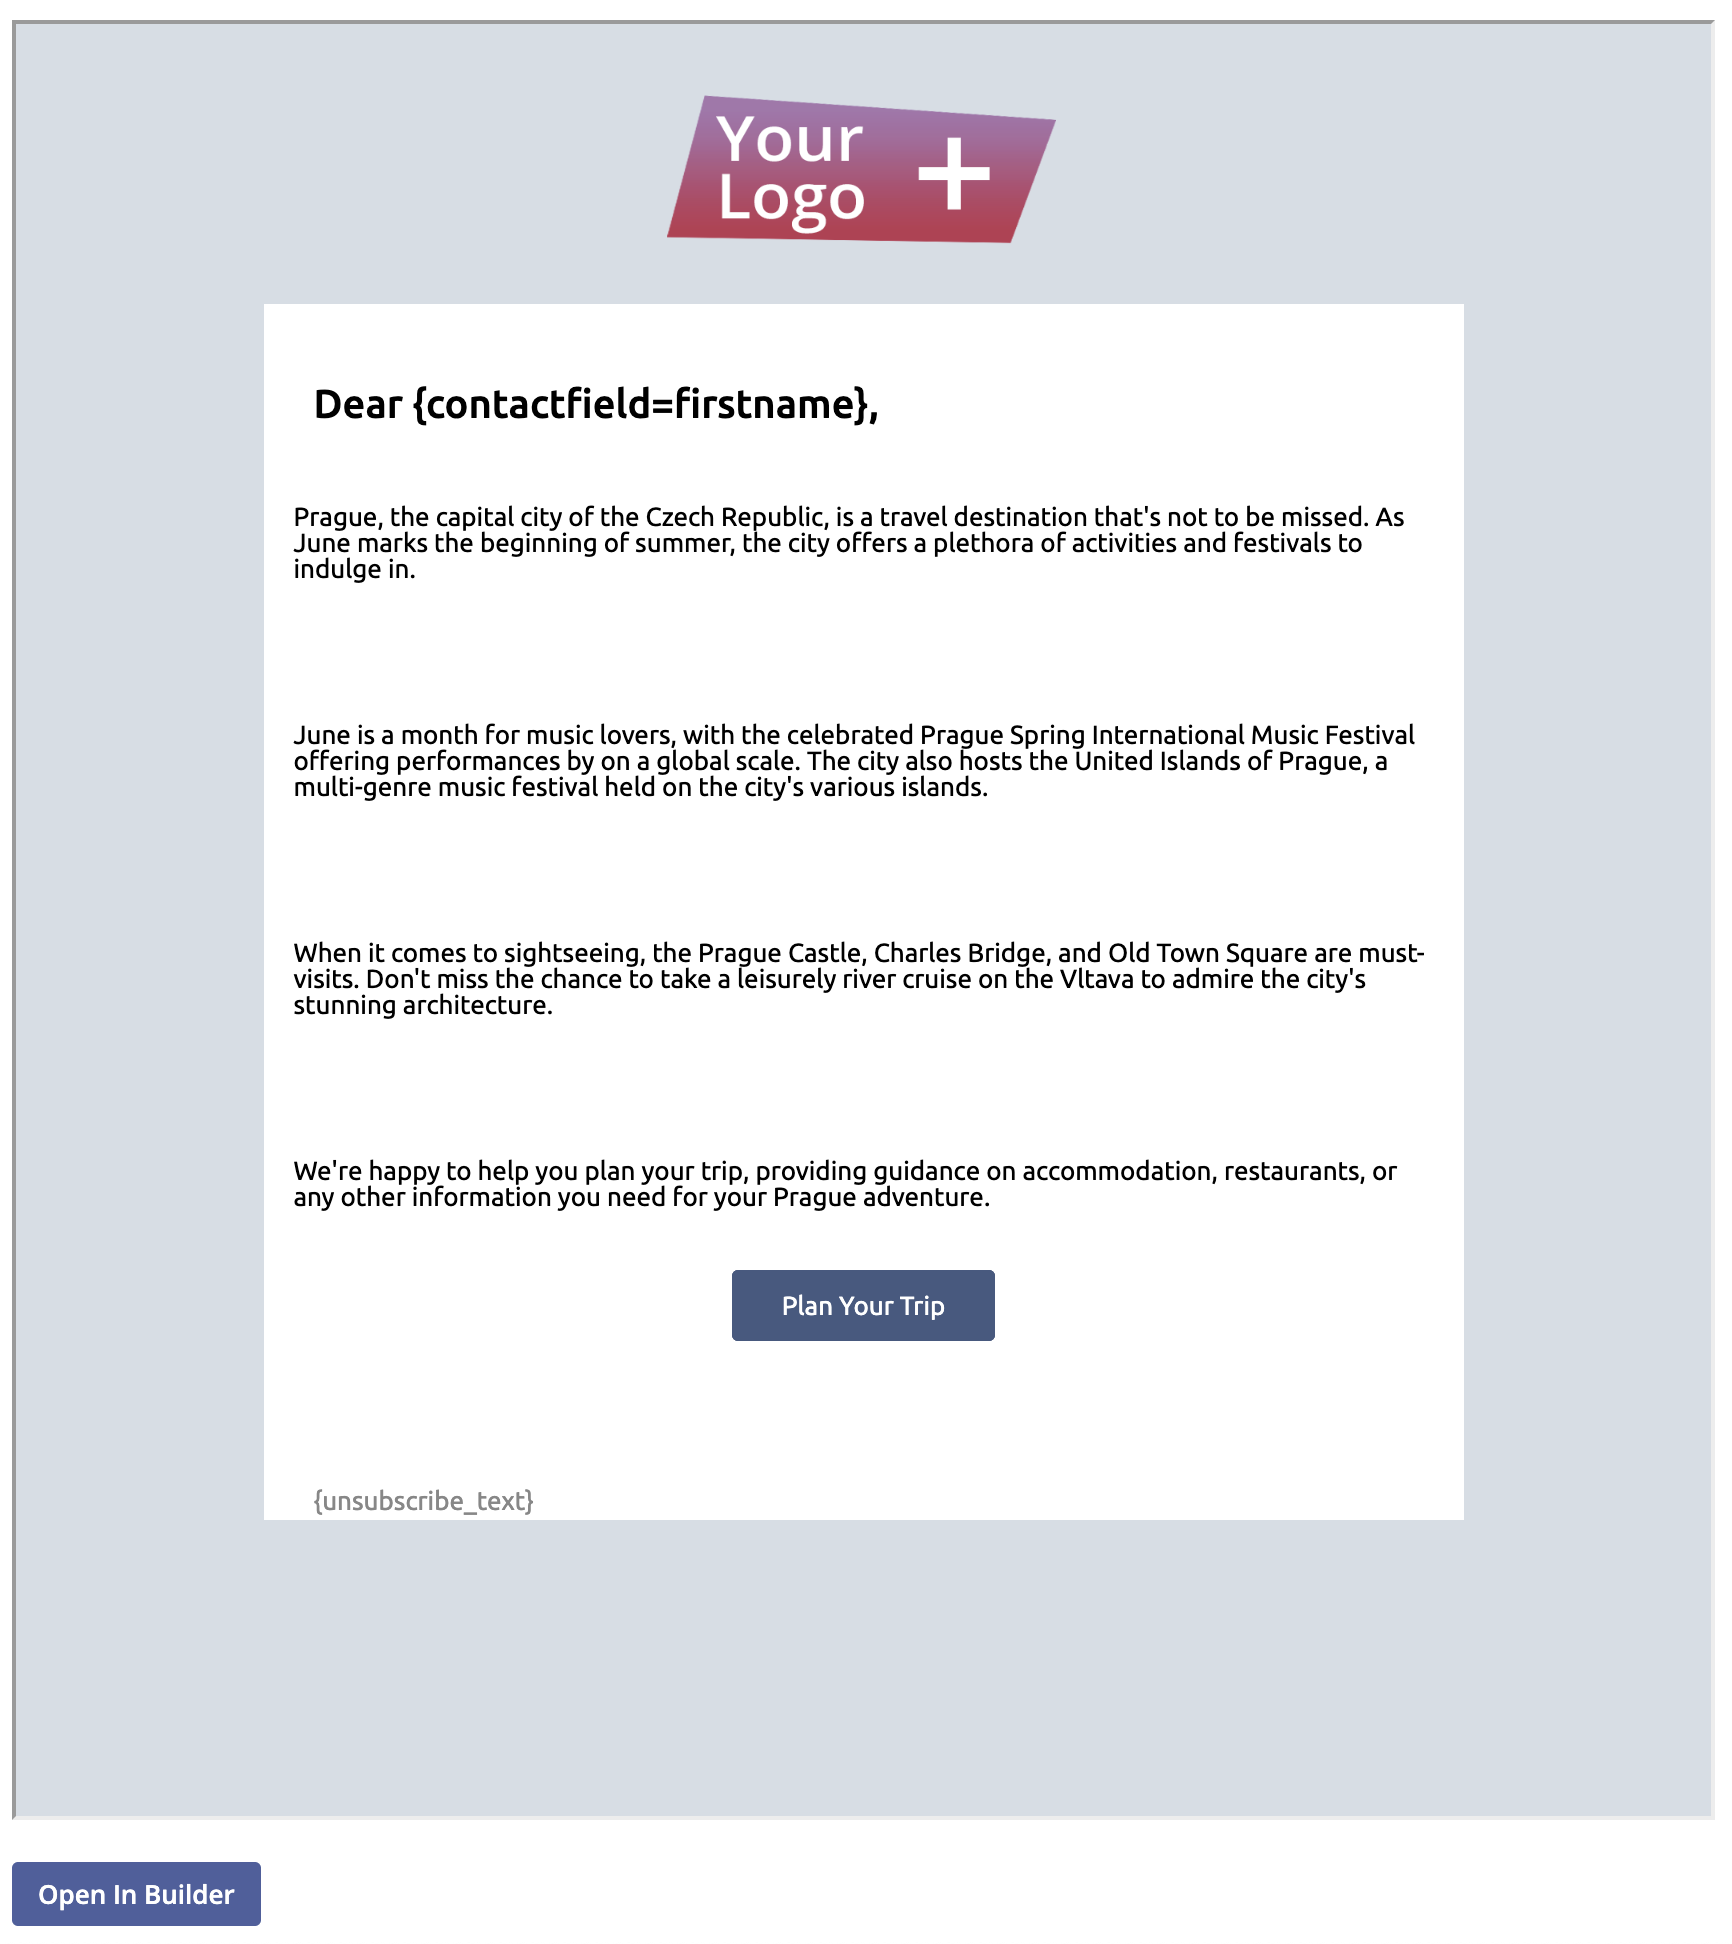 Your
Logo
+
Dear {contactfield=firstname},
Prague, the capital city of the Czech Republic, is a travel destination that's not to be missed. As
June marks the beginning of summer, the city offers a plethora of activities and festivals to
indulge in.
June is a month for music lovers, with the celebrated Prague Spring International Music Festival
offering performances by on a global scale. The city also hosts the United Islands of Prague, a
multi-genre music festival held on the city's various islands.
When it comes to sightseeing, the Prague Castle, Charles Bridge, and Old Town Square are must-
visits. Don't miss the chance to take a leisurely river cruise on the Vltava to admire the city's
stunning architecture.
We're happy to help you plan your trip, providing guidance on accommodation, restaurants, or
any other information you need for your Prague adventure.
Plan Your Trip
{unsubscribe_text}
Open In Builder